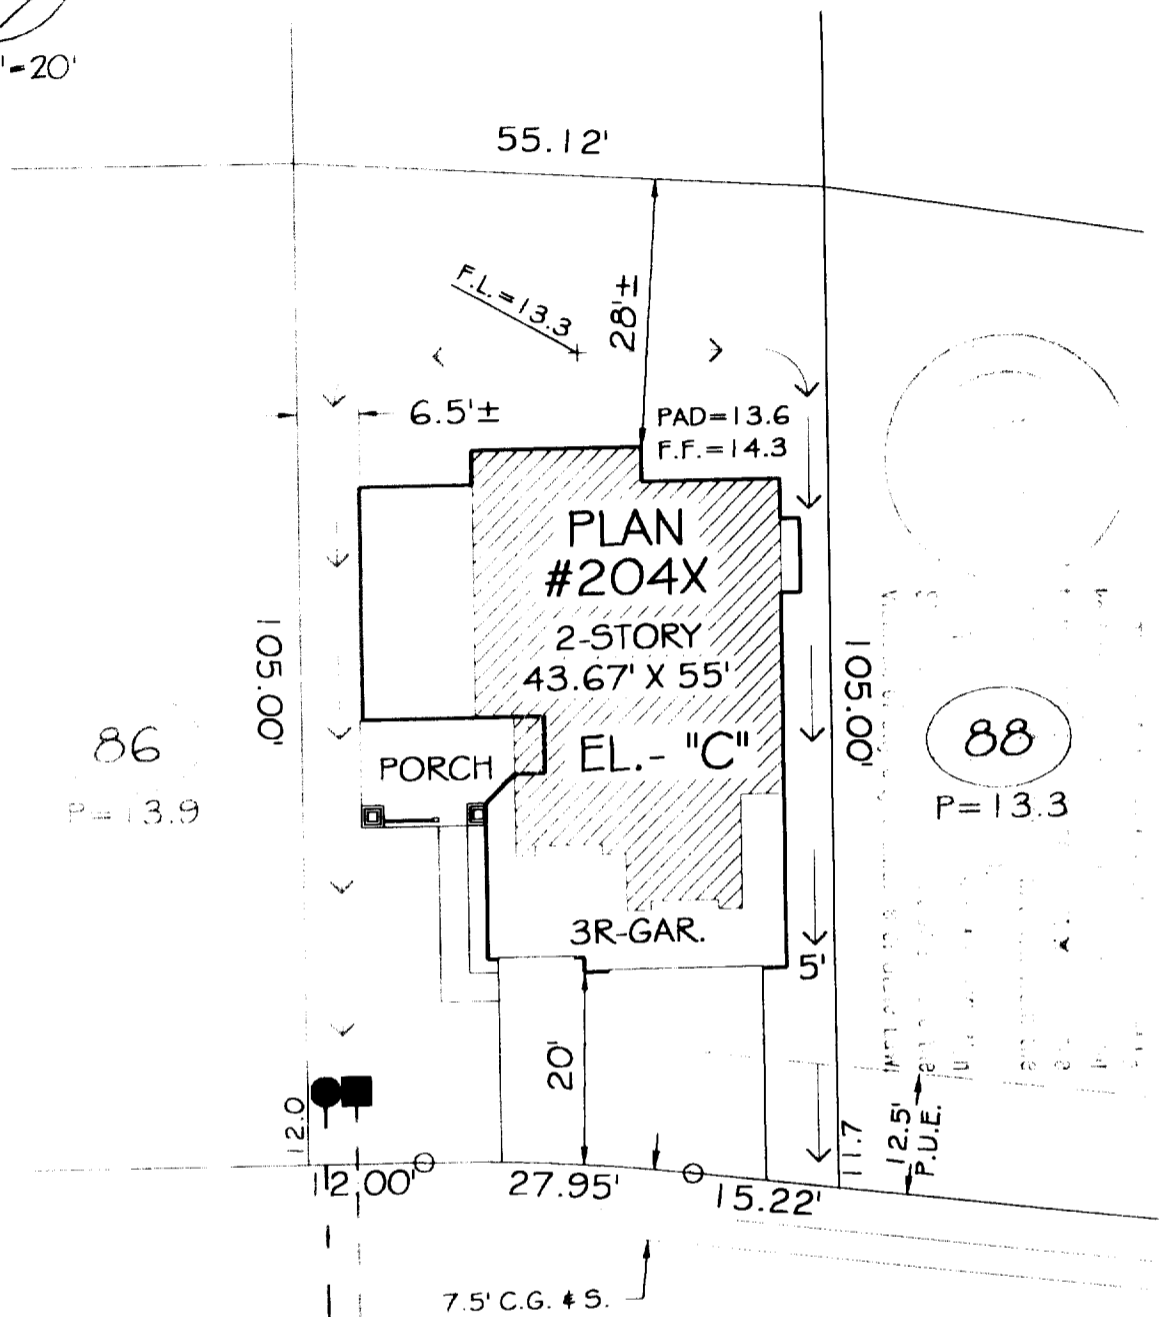 '-20'
55.12'
F.L.=13.3
28'±
6.5'±
PAD=13.6
F.F.=14.3
PLAN
#204X
2-STORY
43.67' X 55'
EL.- "C"
105.00'
105.00'
86
P=13.9
88
P=13.3
PORCH
3R-GAR.
5'
20'
12.0
11.7
12.5'
P.U.E.
12.00'
27.95'
15.22'
7.5' C.G. & S.